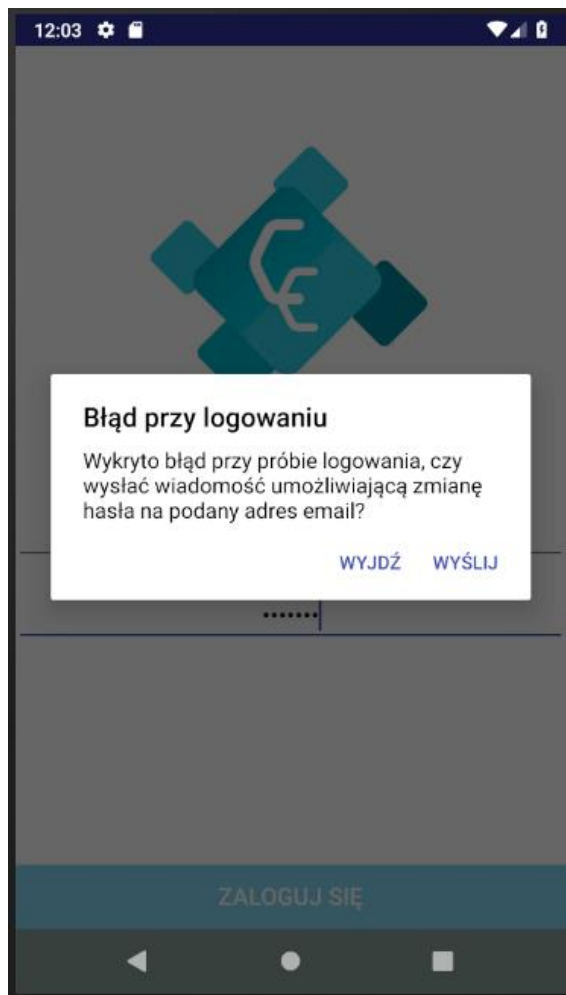 12:03
CE
Błąd przy logowaniu
Wykryto błąd przy próbie logowania, czy
wysłać wiadomość umożliwiającą zmianę
hasła na podany adres email?
WYJDŹ WYŚLIJ
•••••••
ZALOGUJ SIĘ